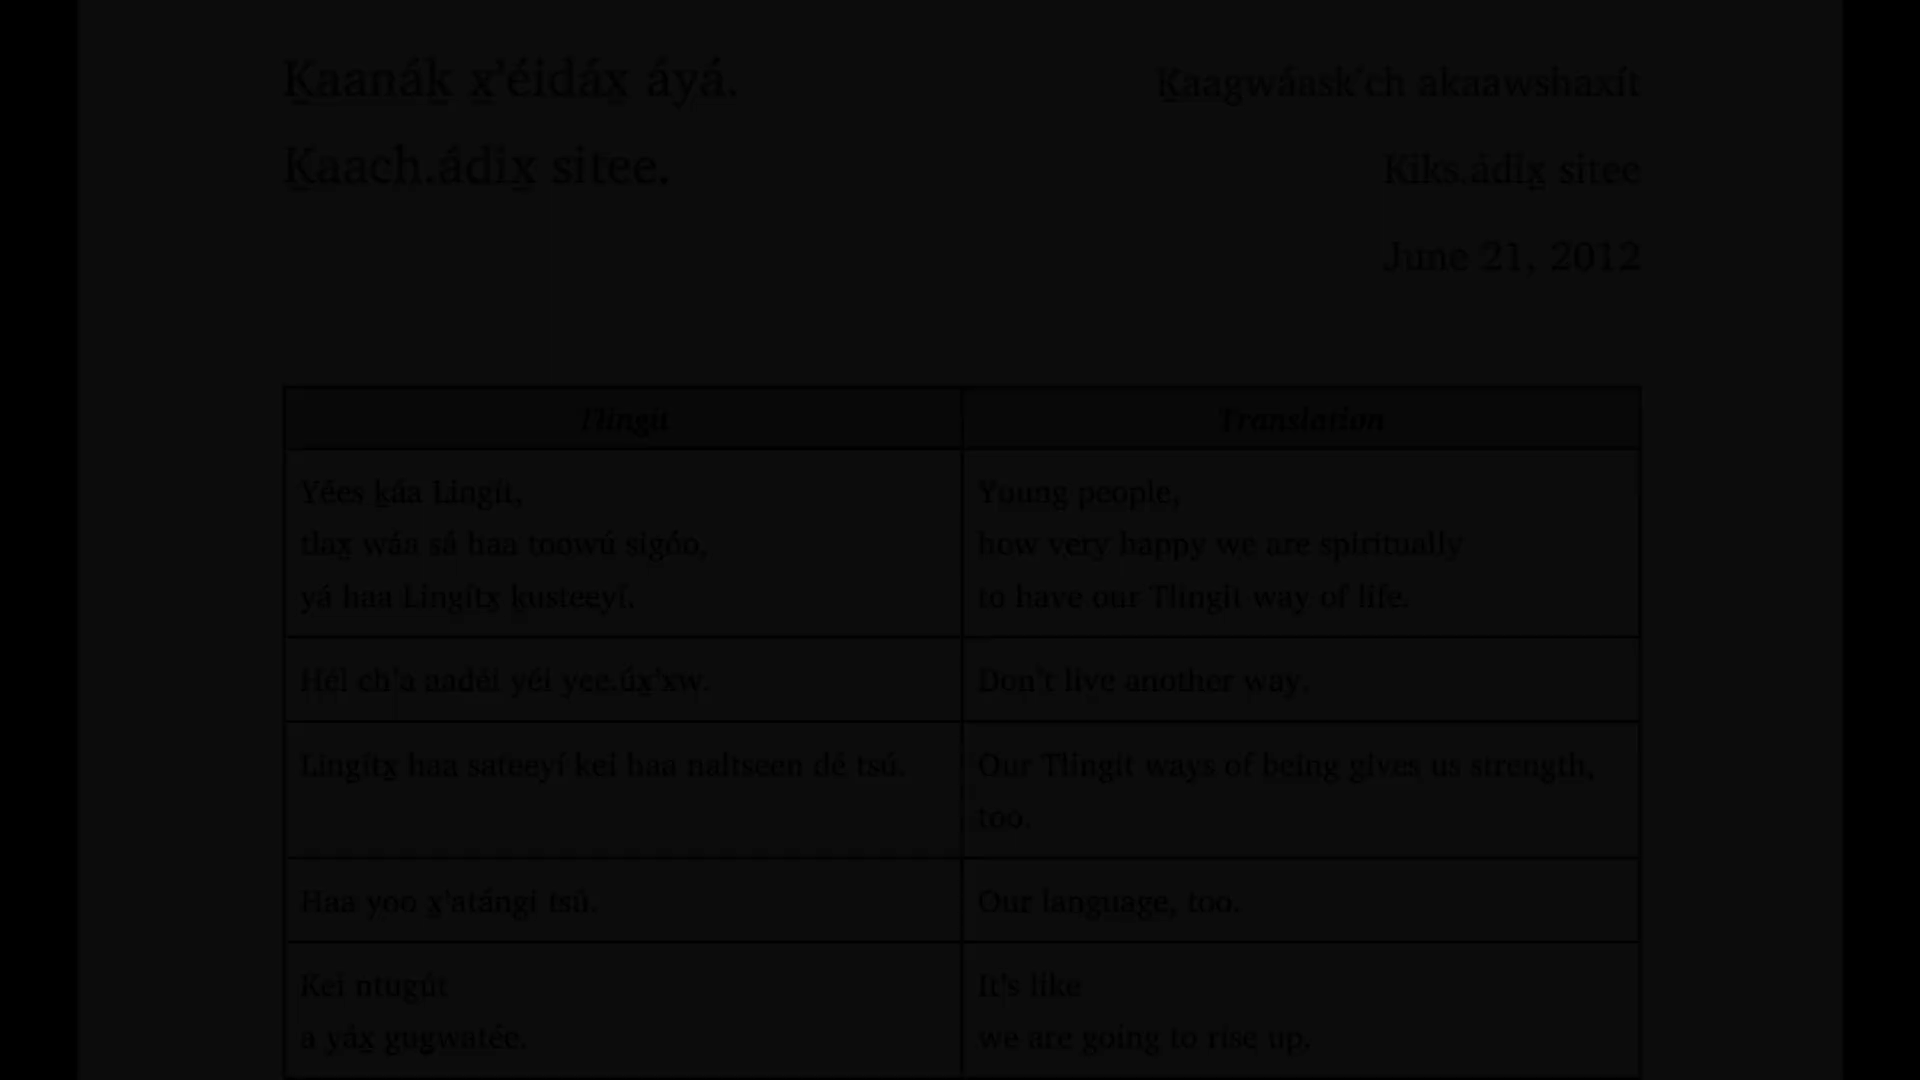 Ḵaanáḵ x̱'éidáx̱ áyá.
Ḵaach.ádix̱ sitee.
Ḵaagwáask'ch akaawshaxít
Kiks.ádix̱ sitee
June 21, 2012
Tlingit
Translation
Yées ḵáa Lingít,
tlax̱ wáa sá haa toowú sigóo,
yá haa Lingítx̱ ḵusteeyí.
Young people,
how very happy we are spiritually
to have our Tlingit way of life.
Hél ch'a aadéi yéi yee.úx̱'xw.
Don't live another way.
Lingítx̱ haa sateeyí kei haa naltseen dé tsú.
Our Tlingit ways of being gives us strength,
too.
Haa yoo x̱'atángi tsú.
Our language, too.
Kei ntugút
a yáx̱ gugwatée.
It's like
we are going to rise up.